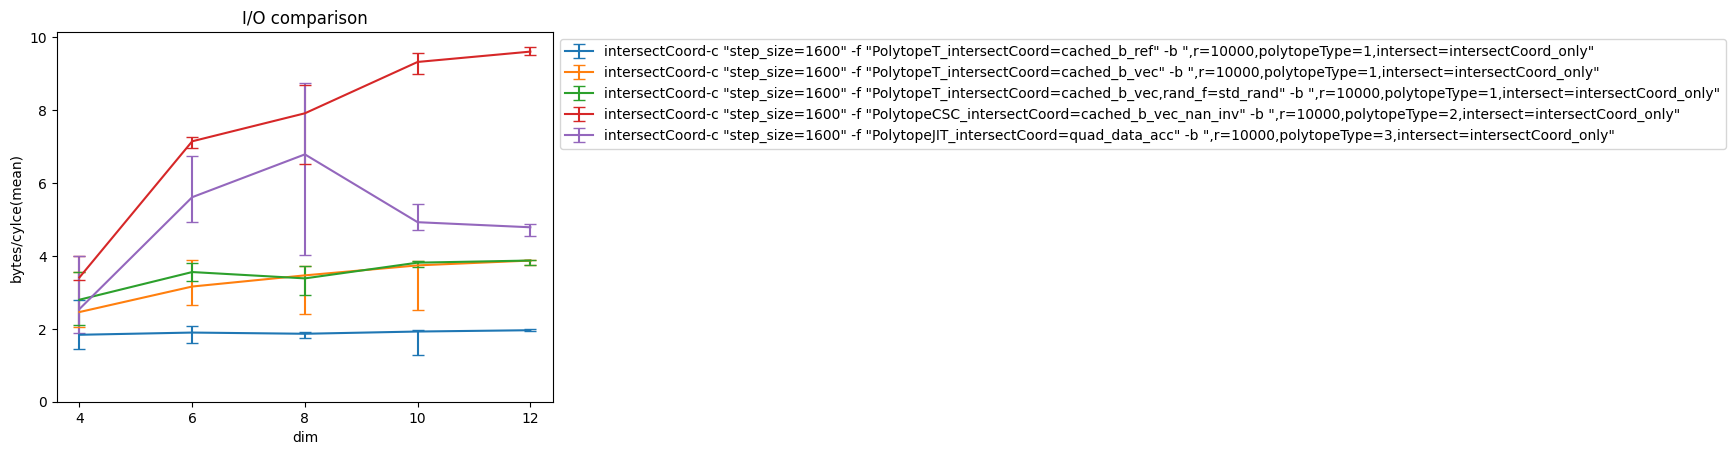 I/O comparison
10
8
6
4
2
0
bytes/cylce(mean)
4 6 8 10 12
dim
intersectCoord-c "step_size=1600" -f "PolytopeT_intersectCoord=cached_b_ref" -b ",r=10000,polytopeType=1,intersect=intersectCoord_only"
intersectCoord-c "step_size=1600" -f "PolytopeT_intersectCoord=cached_b_vec" -b ",r=10000,polytopeType=1,intersect=intersectCoord_only"
intersectCoord-c "step_size=1600" -f "PolytopeT_intersectCoord=cached_b_vec,rand_f=std_rand" -b ",r=10000,polytopeType=1,intersect=intersectCoord_only"
intersectCoord-c "step_size=1600" -f "PolytopeCSC_intersectCoord=cached_b_vec_nan_inv" -b ",r=10000,polytopeType=2,intersect=intersectCoord_only"
intersectCoord-c "step_size=1600" -f "PolytopeJIT_intersectCoord=quad_data_acc" -b ",r=10000,polytopeType=3,intersect=intersectCoord_only"